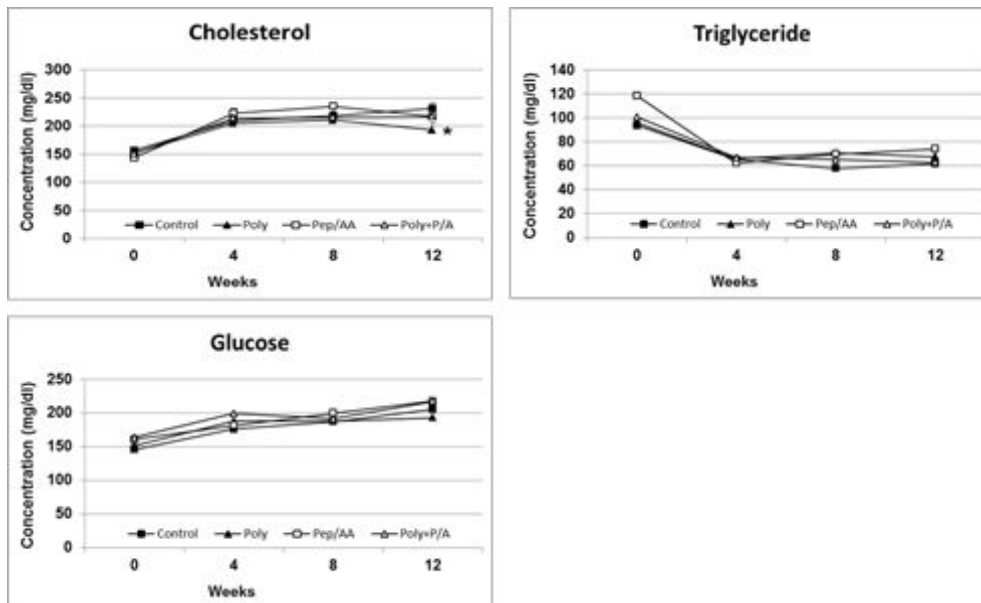 Cholesterol
Concentration (mg/dl)
300
250
200
150
100
50
0
*
Control Poly Pep/AA Poly+P/A
0 4 8 12
Weeks
Triglyceride
Concentration (mg/dl)
140
120
100
80
60
40
20
0
Control Poly Pep/AA Poly+P/A
0 4 8 12
Weeks
Glucose
Concentration (mg/dl)
250
200
150
100
50
0
Control Poly Pep/AA Poly+P/A
0 4 8 12
Weeks